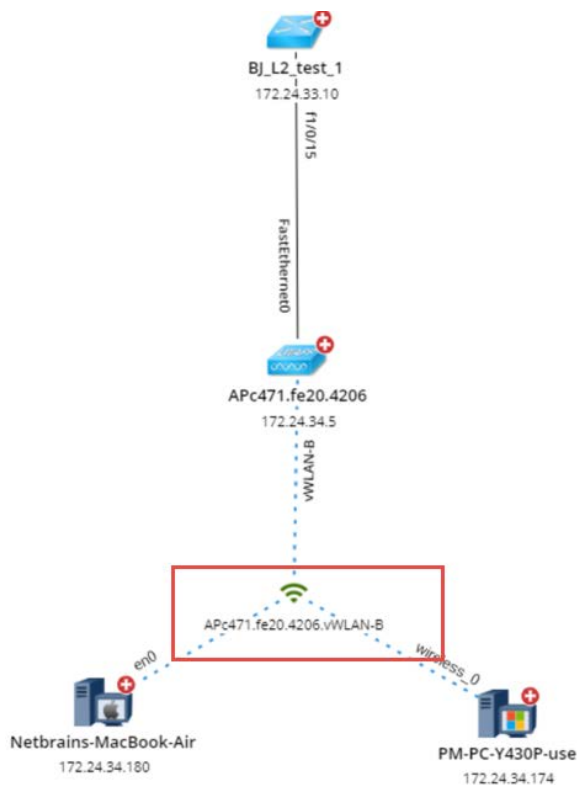 BJ_L2_test_1
172.24.33.10
f1/0/15
FastEthernet0
APc471.fe20.4206
172.24.34.5
vWLAN-B
APc471.fe20.4206.vWLAN-B
en0
wireless_0
Netbrains-MacBook-Air
172.24.34.180
PM-PC-Y430P-use
172.24.34.174